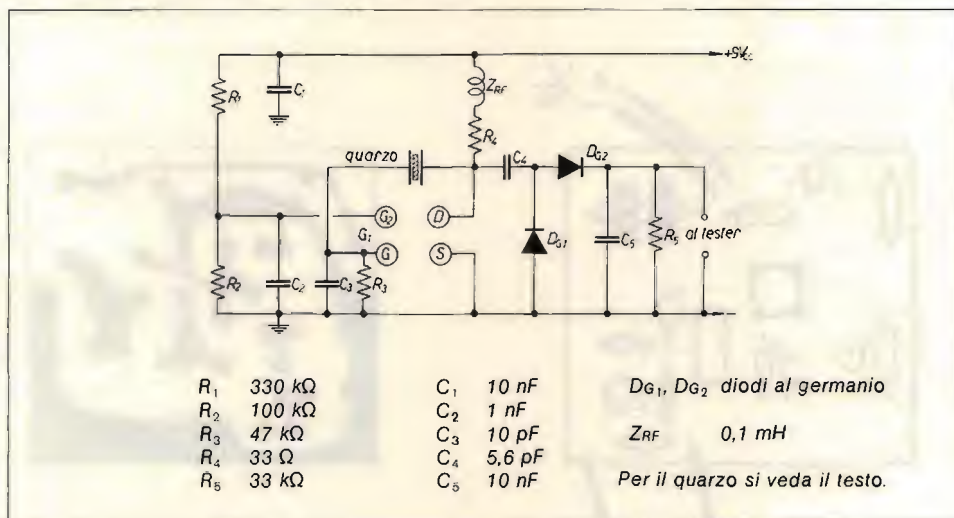 +9Vcc
R1
C1
ZRF
R4
quarzo
C4
DG2
G2
D
G1
G
S
DG1
C5
R5
al tester
R2
C2
C3
R3
R1 330 kΩ
R2 100 kΩ
R3 47 kΩ
R4 33 Ω
R5 33 kΩ
C1 10 nF
C2 1 nF
C3 10 pF
C4 5,6 pF
C5 10 nF
DG1, DG2 diodi al germanio
ZRF 0,1 mH
Per il quarzo si veda il testo.